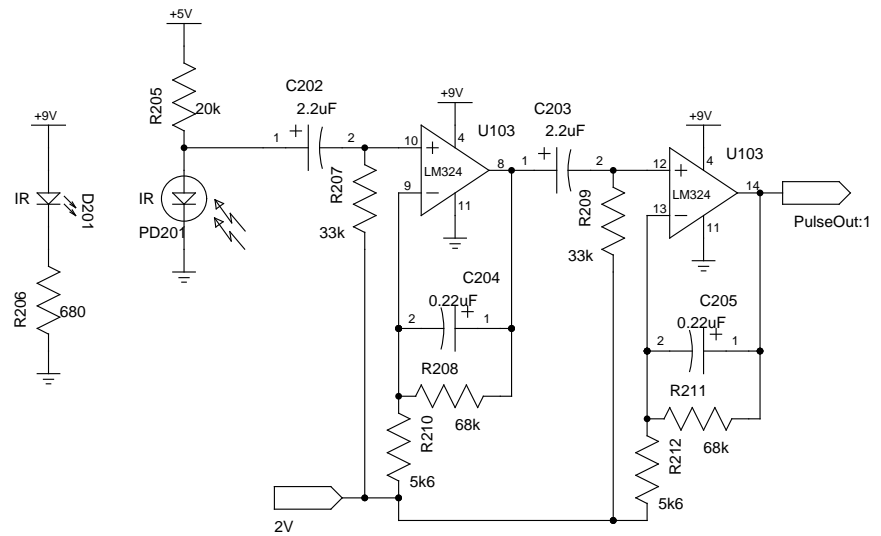 +5V
R205
20k
C202
2.2uF
1
2
+9V
U103
10
4
LM324
9
8
11
C203
2.2uF
1
2
+9V
U103
12
4
LM324
13
14
11
PulseOut:1
+9V
IR
D201
R206
680
IR
PD201
R207
33k
R209
33k
C204
0.22uF
2
1
R208
68k
R210
5k6
C205
0.22uF
2
1
R211
68k
R212
5k6
2V